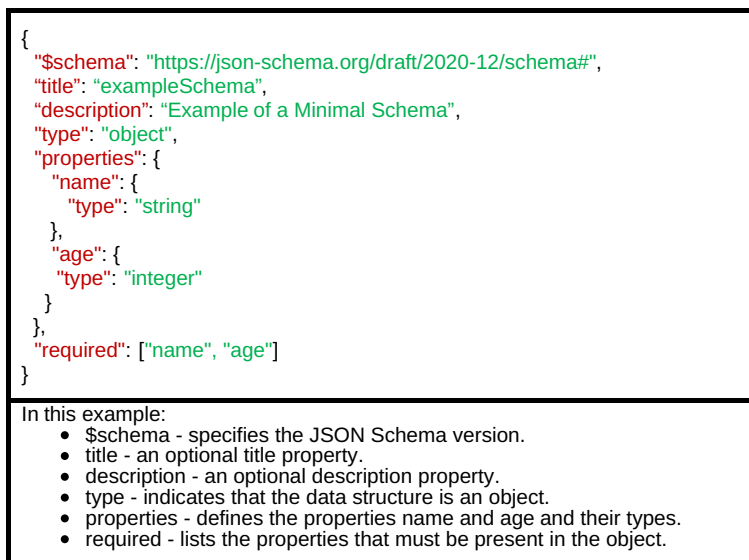 {
"$schema": "https://json-schema.org/draft/2020-12/schema#",
“title”: “exampleSchema”,
“description”: “Example of a Minimal Schema”,
"type": "object",
"properties": {
"name": {
"type": "string"
},
"age": {
"type": "integer"
}
},
"required": ["name", "age"]
}
In this example:
• $schema - specifies the JSON Schema version.
• title - an optional title property.
• description - an optional description property.
• type - indicates that the data structure is an object.
• properties - defines the properties name and age and their types.
• required - lists the properties that must be present in the object.